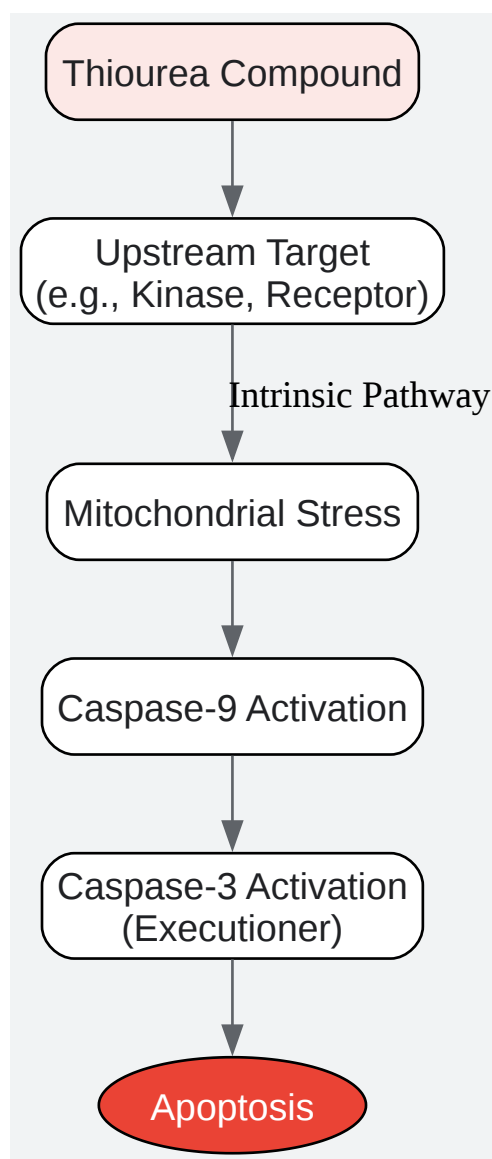 Thiourea Compound
Upstream Target
(e.g., Kinase, Receptor)
Intrinsic Pathway
Mitochondrial Stress
Caspase-9 Activation
Caspase-3 Activation
(Executioner)
Apoptosis